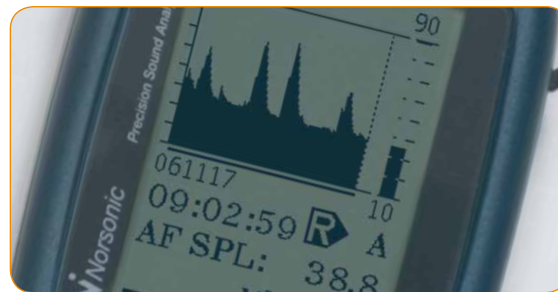 Precision Sound Ana
Norsonic
90
10
061117
09:02:59 R A
AF SPL: 38.8